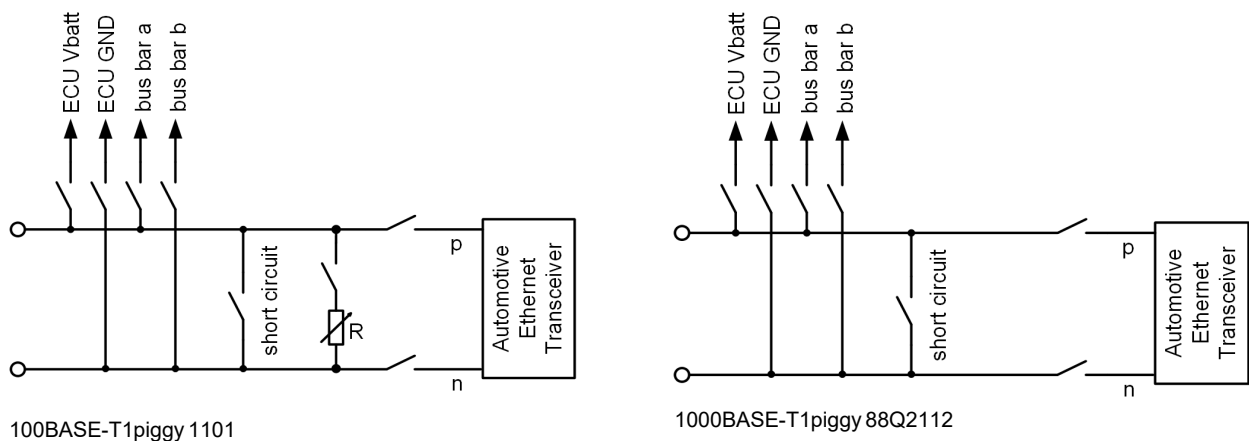 ECU Vbatt
ECU GND
bus bar a
bus bar b
short circuit
R
p
n
Automotive
Ethernet
Transceiver
100BASE-T1piggy 1101
ECU Vbatt
ECU GND
bus bar a
bus bar b
short circuit
p
n
Automotive
Ethernet
Transceiver
1000BASE-T1piggy 88Q2112